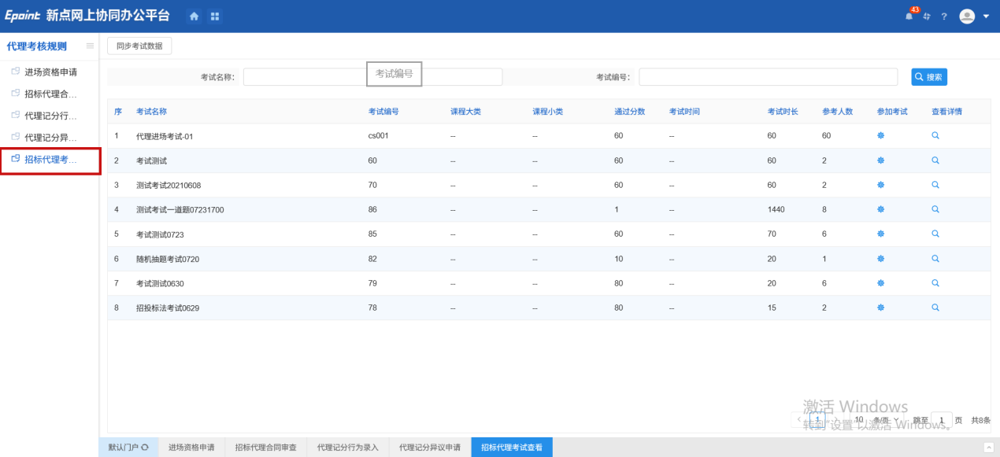 Epoint 新点网上协同办公平台
43
?
代理考核规则
进场资格申请
招标代理合...
代理记分行...
代理记分异...
招标代理考...
同步考试数据
考试名称:
考试编号
考试编号:
搜索
序 考试名称 考试编号 课程大类 课程小类 通过分数 考试时间 考试时长 参考人数 参加考试 查看详情
1 代理进场考试-01 cs001 -- -- 60 -- 60 60
2 考试测试 60 -- -- 60 -- 60 2
3 测试考试20210608 70 -- -- 60 -- 60 2
4 测试考试一道题07231700 86 -- -- 1 -- 1440 8
5 考试测试0723 85 -- -- 60 -- 70 6
6 随机抽题考试0720 82 -- -- 10 -- 20 1
7 考试测试0630 79 -- -- 80 -- 20 6
8 招投标法考试0629 78 -- -- 80 -- 15 2
激活 Windows
1 10 条/页 跳至 1 页 共8条
转到"设置"以激活 Windows。
默认门户 进场资格申请 招标代理合同审查 代理记分行为录入 代理记分异议申请 招标代理考试查看